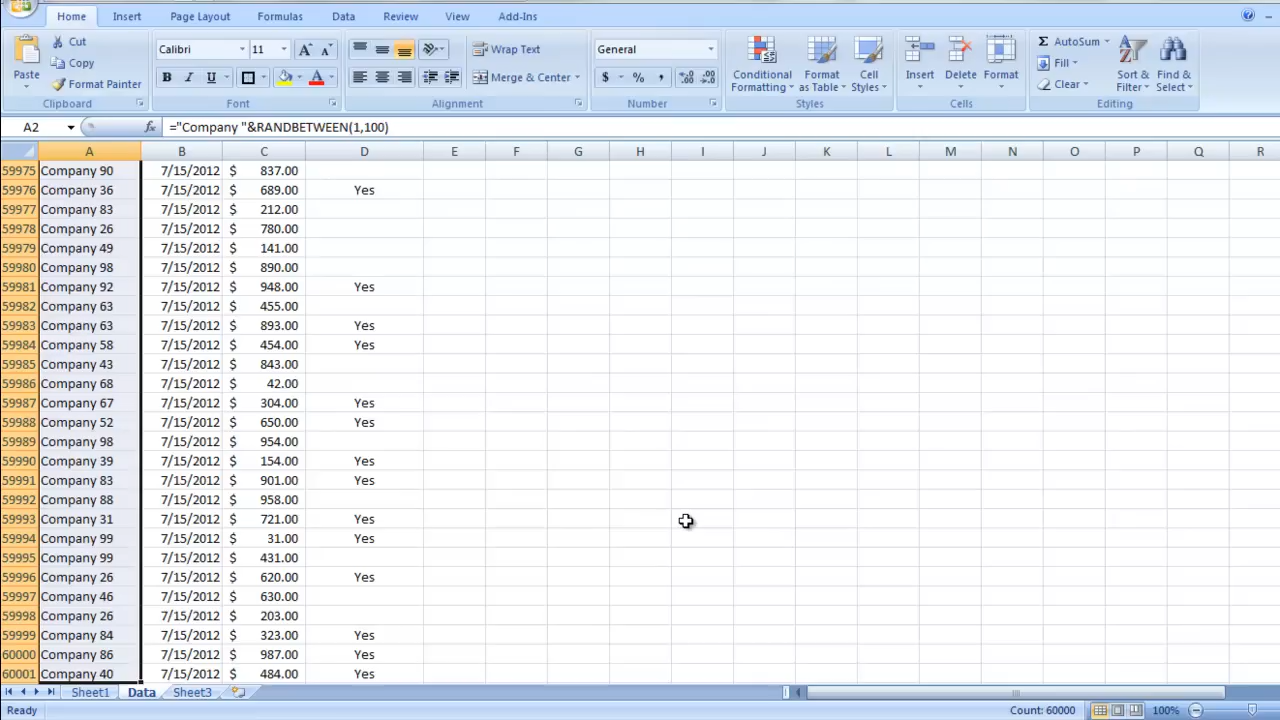 Home Insert Page Layout Formulas Data Review View Add-Ins
Cut
Copy
Format Painter
Paste
Clipboard
Calibri 11
B I U
Font
Wrap Text
Merge & Center
Alignment
General
$ % ,
Number
Conditional Formatting
Format as Table
Cell Styles
Styles
Insert Delete Format
Cells
Σ AutoSum
Fill
Clear
Sort & Filter
Find & Select
Editing
A2 fx ="Company "&RANDBETWEEN(1,100)
A B C D E F G H I J K L M N O P Q R
59975 Company 90 7/15/2012 $ 837.00
59976 Company 36 7/15/2012 $ 689.00 Yes
59977 Company 83 7/15/2012 $ 212.00
59978 Company 26 7/15/2012 $ 780.00
59979 Company 49 7/15/2012 $ 141.00
59980 Company 98 7/15/2012 $ 890.00
59981 Company 92 7/15/2012 $ 948.00 Yes
59982 Company 63 7/15/2012 $ 455.00
59983 Company 63 7/15/2012 $ 893.00 Yes
59984 Company 58 7/15/2012 $ 454.00 Yes
59985 Company 43 7/15/2012 $ 843.00
59986 Company 68 7/15/2012 $ 42.00
59987 Company 67 7/15/2012 $ 304.00 Yes
59988 Company 52 7/15/2012 $ 650.00 Yes
59989 Company 98 7/15/2012 $ 954.00
59990 Company 39 7/15/2012 $ 154.00 Yes
59991 Company 83 7/15/2012 $ 901.00 Yes
59992 Company 88 7/15/2012 $ 958.00
59993 Company 31 7/15/2012 $ 721.00 Yes
59994 Company 99 7/15/2012 $ 31.00 Yes
59995 Company 99 7/15/2012 $ 431.00
59996 Company 26 7/15/2012 $ 620.00 Yes
59997 Company 46 7/15/2012 $ 630.00
59998 Company 26 7/15/2012 $ 203.00
59999 Company 84 7/15/2012 $ 323.00 Yes
60000 Company 86 7/15/2012 $ 987.00 Yes
60001 Company 40 7/15/2012 $ 484.00 Yes
Sheet1 Data Sheet3
Ready Count: 60000 100%